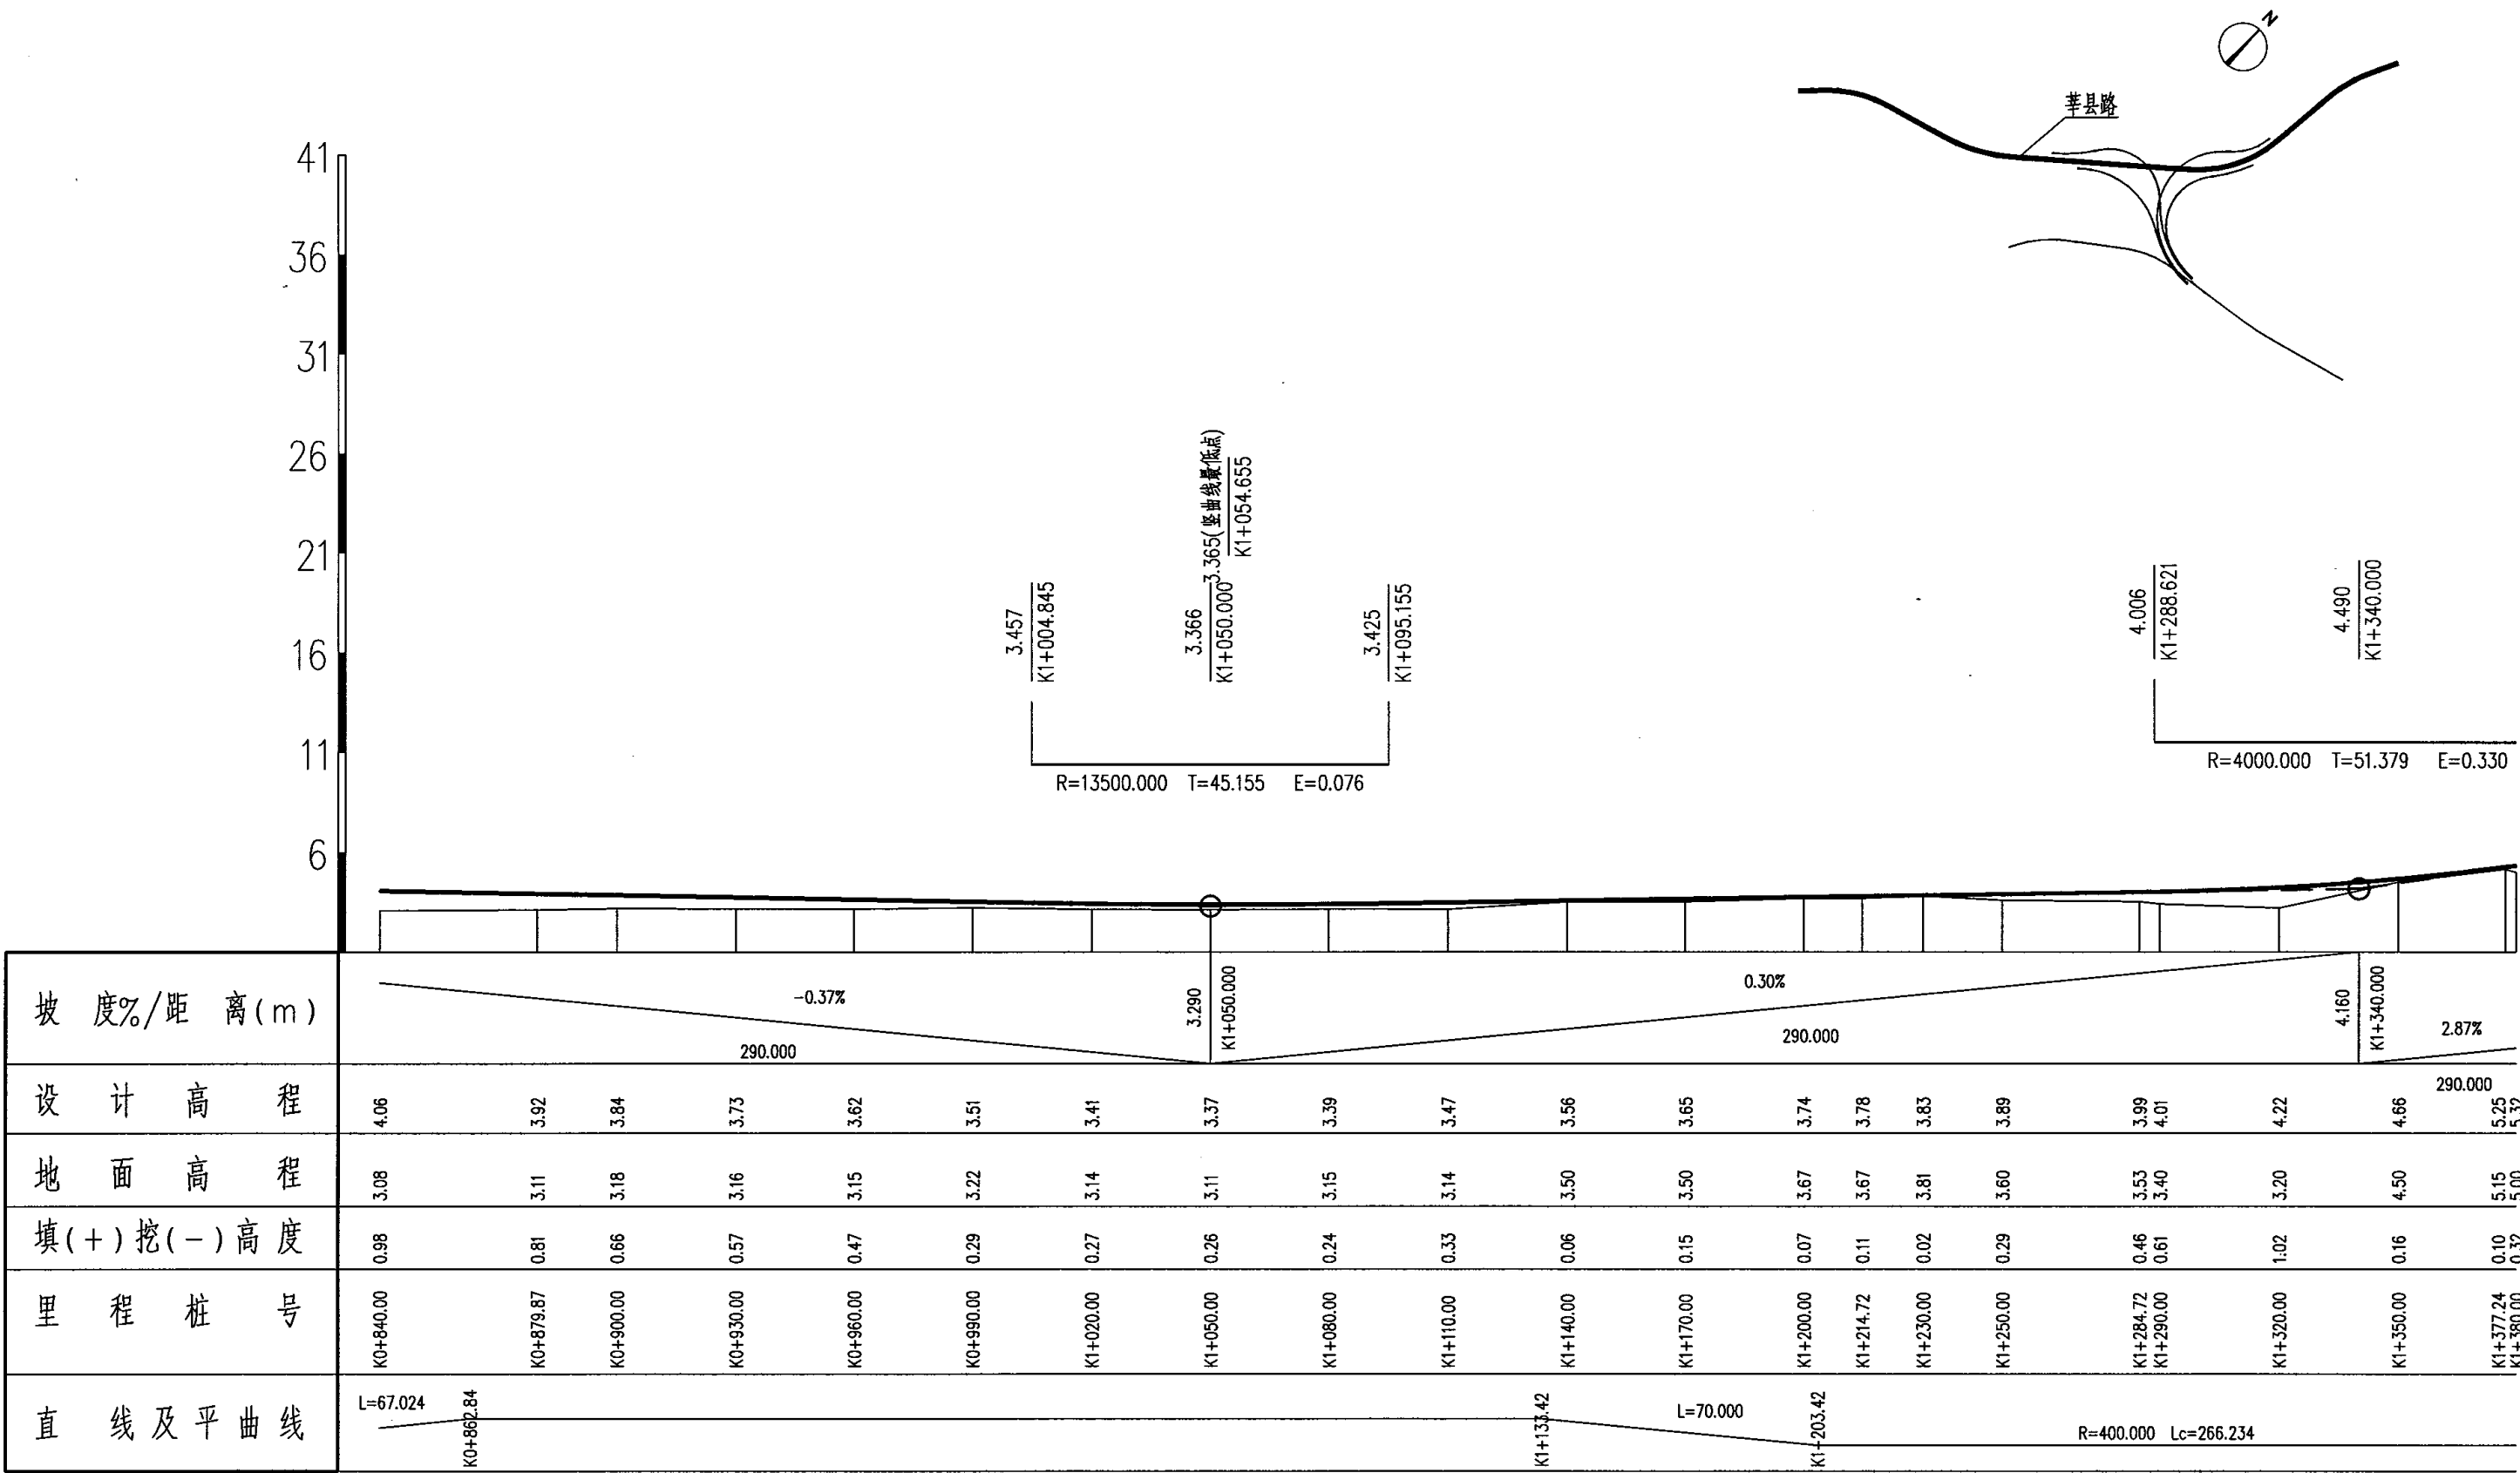 N
莘县路
41
36
31
26
21
16
11
6
3.457
K1+004.845
3.366
K1+050.000
3.365(竖曲线最低点)
K1+054.655
3.425
K1+095.155
R=13500.000 T=45.155 E=0.076
4.006
K1+288.621
4.490
K1+340.000
R=4000.000 T=51.379 E=0.330
坡 度%/距 离(m)
-0.37%
290.000
3.290
K1+050.000
0.30%
290.000
4.160
K1+340.000
2.87%
290.000
设 计 高 程
4.06 3.92 3.84 3.73 3.62 3.51 3.41 3.37 3.39 3.47 3.56 3.65 3.74 3.78 3.83 3.89 3.99 4.01 4.22 4.66 5.25 5.32
地 面 高 程
3.08 3.11 3.18 3.16 3.15 3.22 3.14 3.11 3.15 3.14 3.50 3.50 3.67 3.67 3.81 3.60 3.53 3.40 3.20 4.50 5.15 5.00
填(+)挖(-)高度
0.98 0.81 0.66 0.57 0.47 0.29 0.27 0.26 0.24 0.33 0.06 0.15 0.07 0.11 0.02 0.29 0.46 0.61 1.02 0.16 0.10 0.32
里 程 桩 号
K0+840.00 K0+879.87 K0+900.00 K0+930.00 K0+960.00 K0+990.00 K1+020.00 K1+050.00 K1+080.00 K1+110.00 K1+140.00 K1+170.00 K1+200.00 K1+214.72 K1+230.00 K1+250.00 K1+284.72 K1+290.00 K1+320.00 K1+350.00 K1+377.24 K1+380.00
直 线及平曲线
L=67.024
K0+862.84
K1+133.42
L=70.000
K1+203.42
R=400.000 Lc=266.234